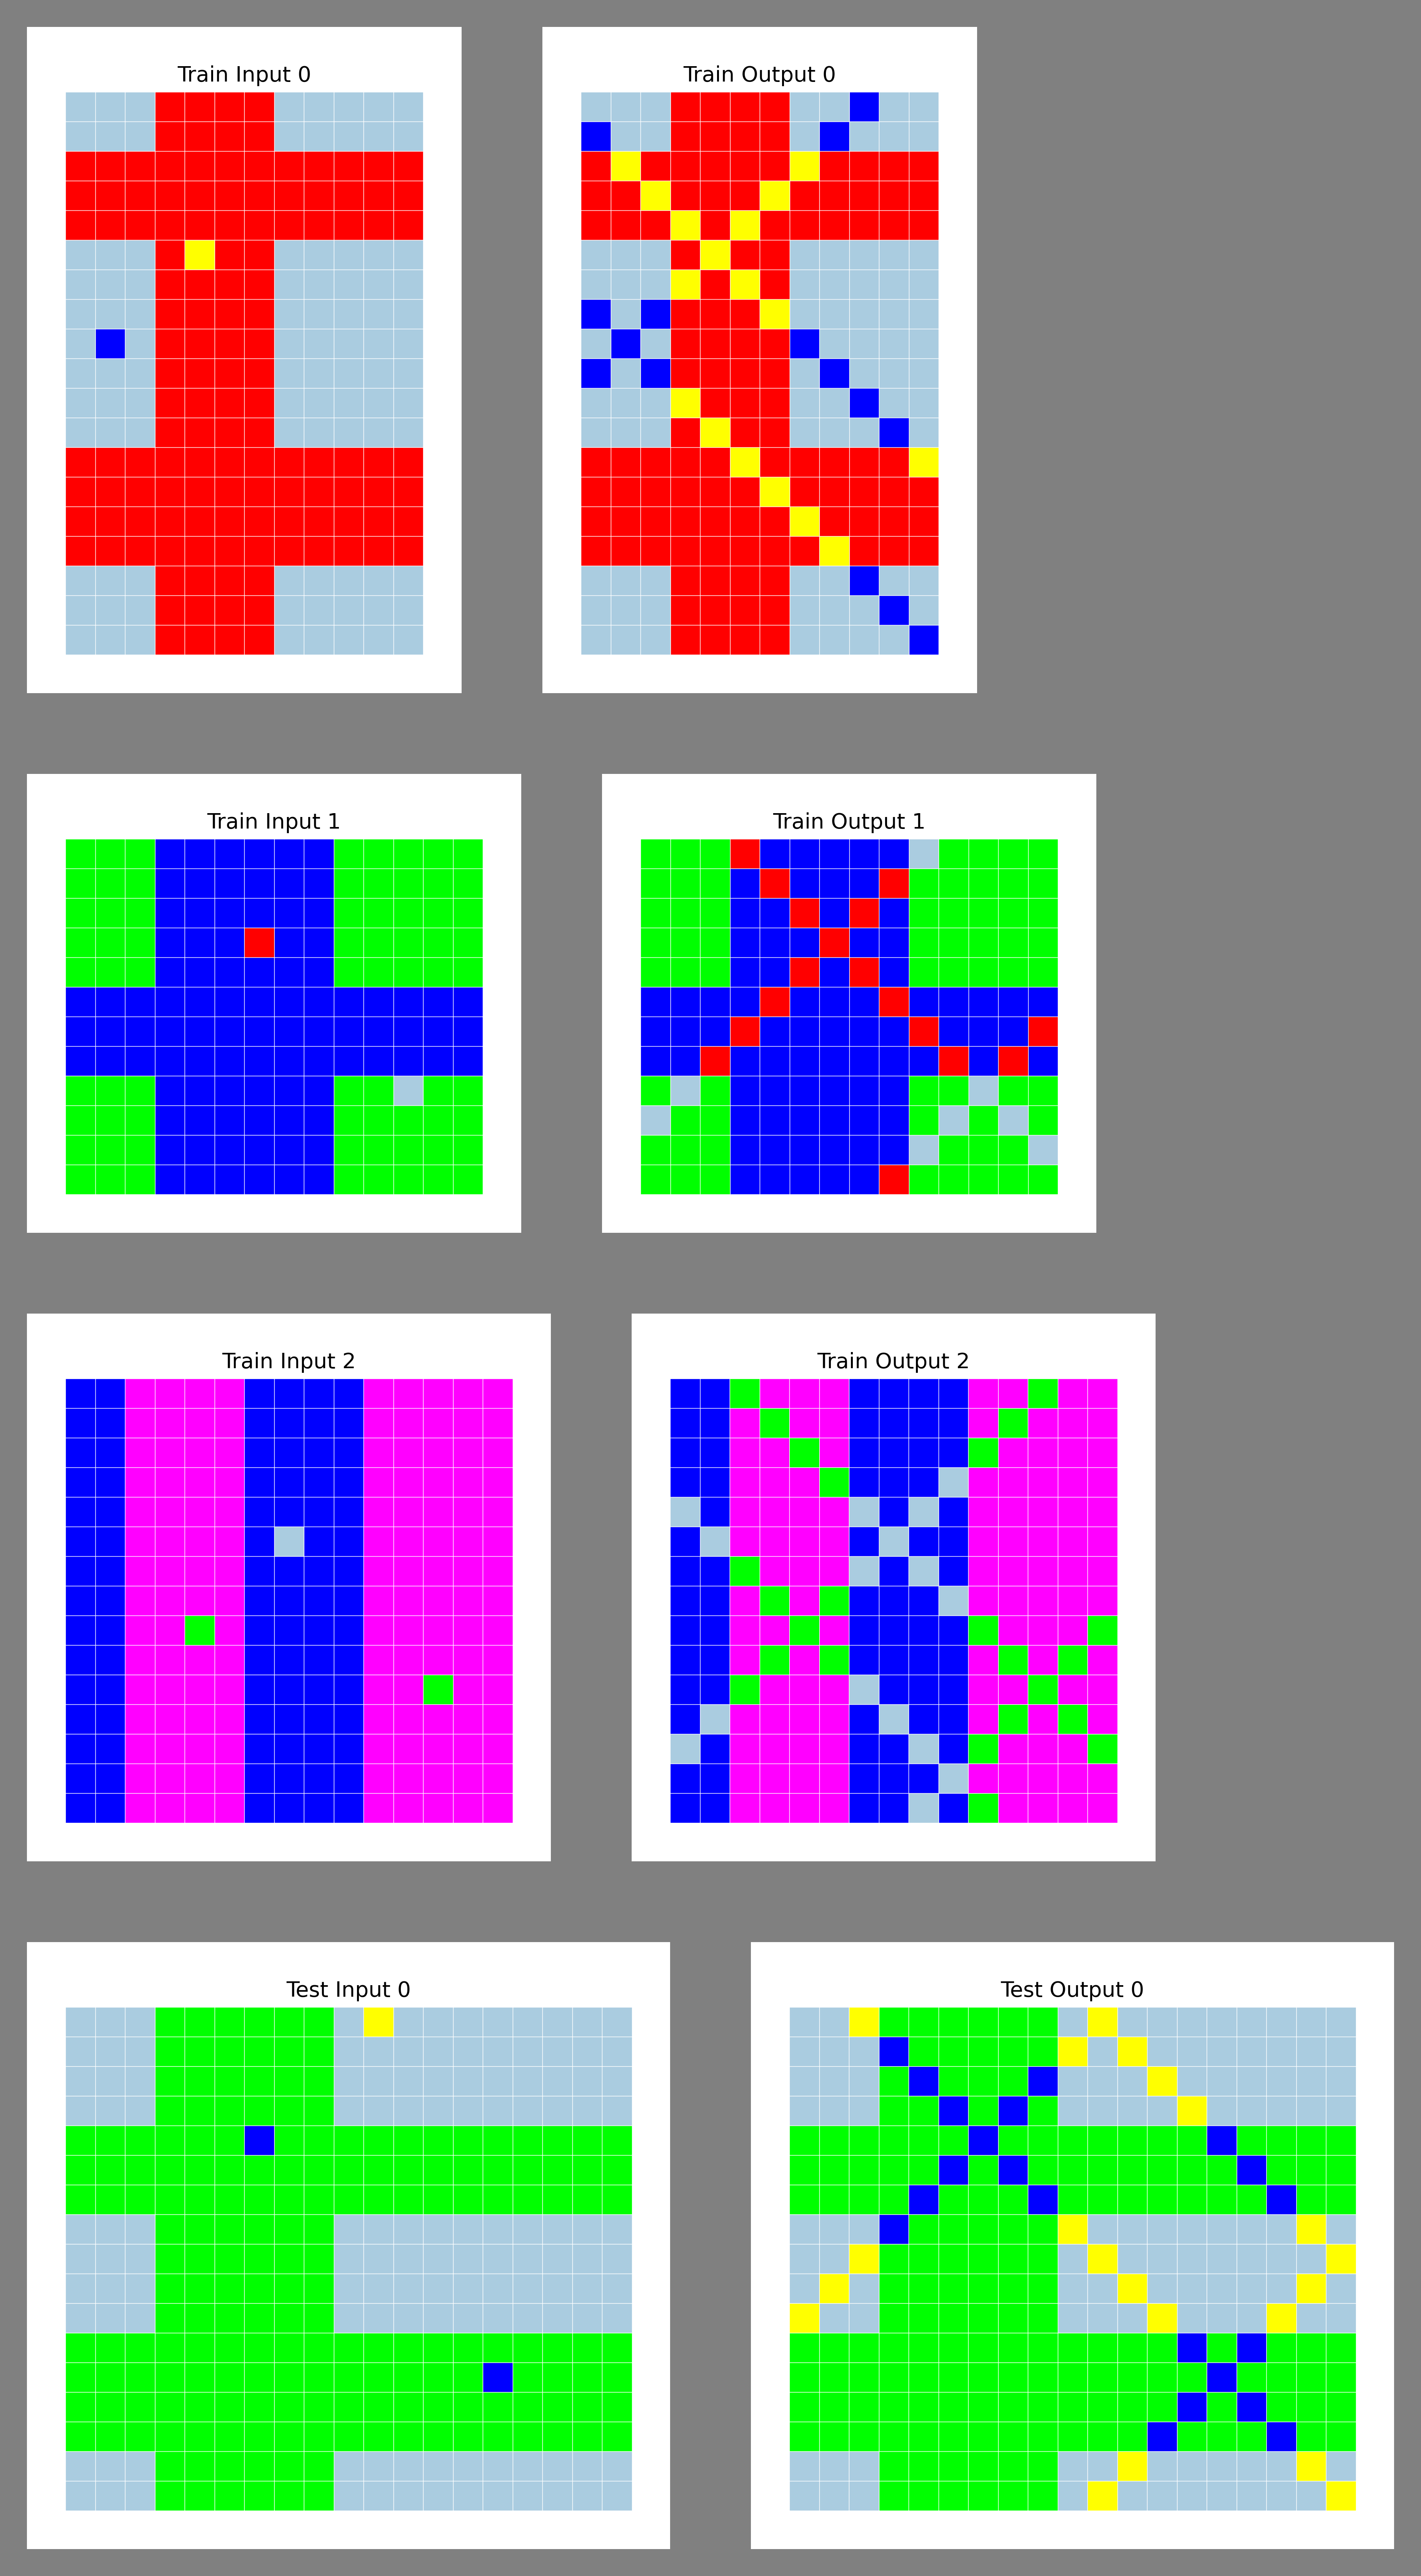 Train Input 0
Train Output 0
Train Input 1
Train Output 1
Train Input 2
Train Output 2
Test Input 0
Test Output 0